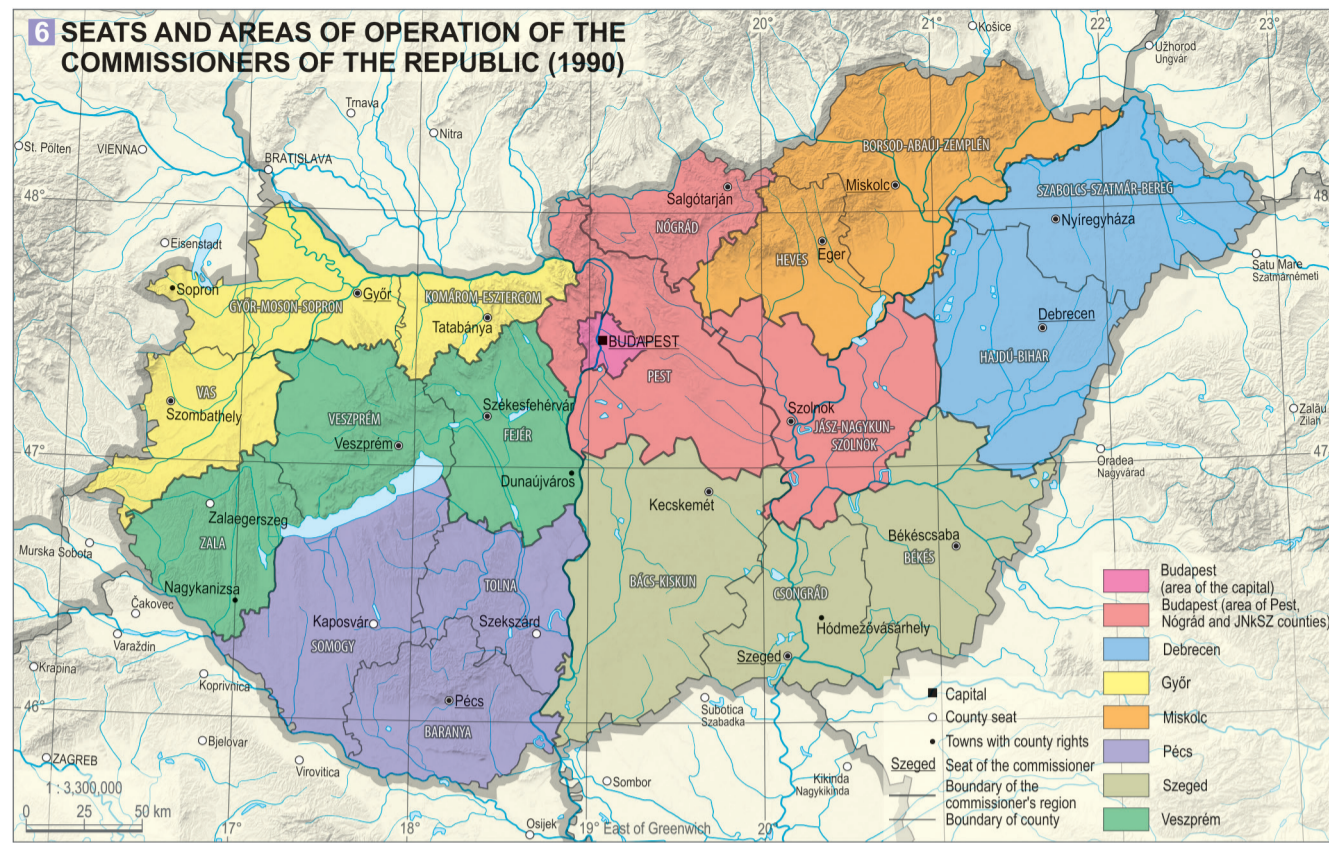 6 SEATS AND AREAS OF OPERATION OF THE
COMMISSIONERS OF THE REPUBLIC (1990)
20°
21°
22°
23°
Košice
Užhorod
Ungvár
Trnava
Nitra
St. Pölten
VIENNA
BRATISLAVA
BORSOD-ABAÚJ-ZEMPLÉN
Miskolc
SZABOLCS-SZATMÁR-BEREG
Salgótarján
48°
48
NÓGRÁD
Nyíregyháza
Eisenstadt
HEVES
Eger
Satu Mare
Szatmárnémeti
Sopron
GYŐR-MOSON-SOPRON
Győr
KOMÁROM-ESZTERGOM
Tatabánya
Debrecen
BUDAPEST
HAJDÚ-BIHAR
PEST
VAS
Szombathely
VESZPRÉM
Veszprém
Székesfehérvár
FEJÉR
Szolnok
JÁSZ-NAGYKUN-
SZOLNOK
Zalău
Zilah
47°
47
Oradea
Nagyvárad
Dunaújváros
Kecskemét
Zalaegerszeg
ZALA
Murska Sobota
Nagykanizsa
Békéscsaba
BÉKÉS
TOLNA
BÁCS-KISKUN
CSONGRÁD
Čakovec
Kaposvár
SOMOGY
Szekszárd
Hódmezővásárhely
Varaždin
Szeged
Krapina
Koprivnica
Pécs
BARANYA
Subotica
Szabadka
46°
Bjelovar
ZAGREB
Virovitica
Sombor
Kikinda
Nagykikinda
Osijek
1 : 3,300,000
0 25 50 km
17°
18°
19° East of Greenwich
20°
Capital
County seat
Towns with county rights
Szeged Seat of the commissioner
Boundary of the
commissioner's region
Boundary of county
Budapest
(area of the capital)
Budapest (area of Pest,
Nógrád and JNkSZ counties)
Debrecen
Győr
Miskolc
Pécs
Szeged
Veszprém